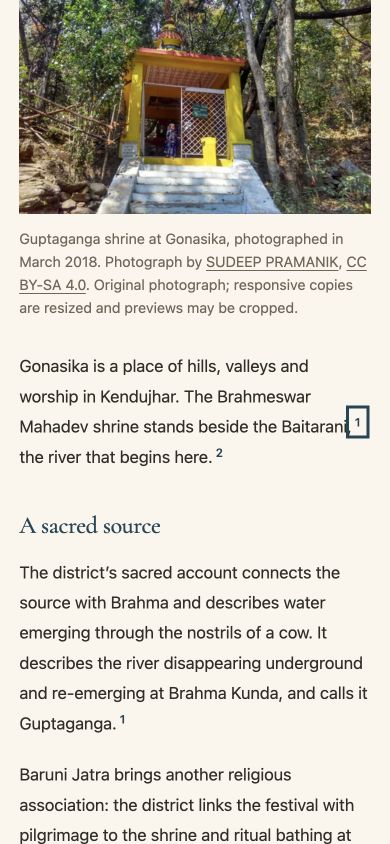 Guptaganga shrine at Gonasika, photographed in
March 2018. Photograph by SUDEEP PRAMANIK, CC
BY-SA 4.0. Original photograph; responsive copies
are resized and previews may be cropped.
Gonasika is a place of hills, valleys and
worship in Kendujhar. The Brahmeswar
Mahadev shrine stands beside the Baitarani, 1
the river that begins here. 2
A sacred source
The district’s sacred account connects the
source with Brahma and describes water
emerging through the nostrils of a cow. It
describes the river disappearing underground
and re-emerging at Brahma Kunda, and calls it
Guptaganga. 1
Baruni Jatra brings another religious
association: the district links the festival with
pilgrimage to the shrine and ritual bathing at